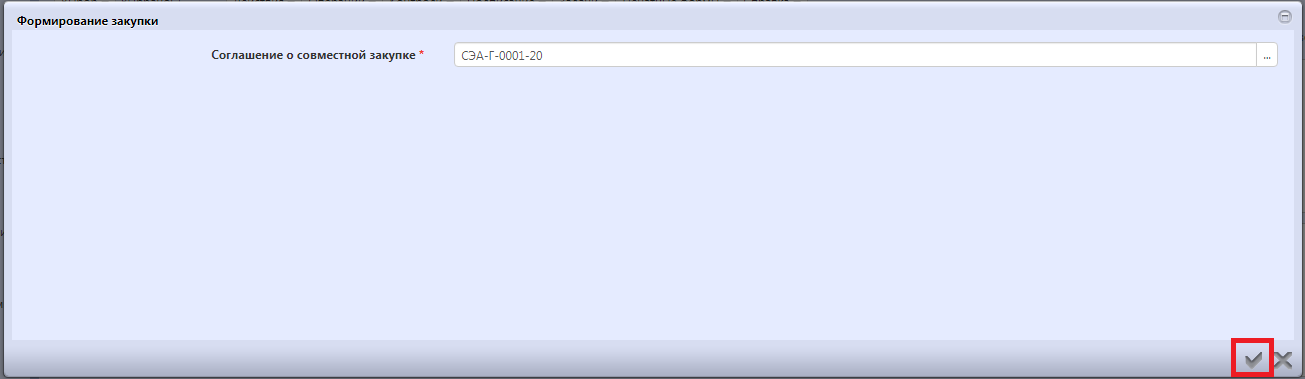 Формирование закупки
Соглашение о совместной закупке *
СЭА-Г-0001-20
...